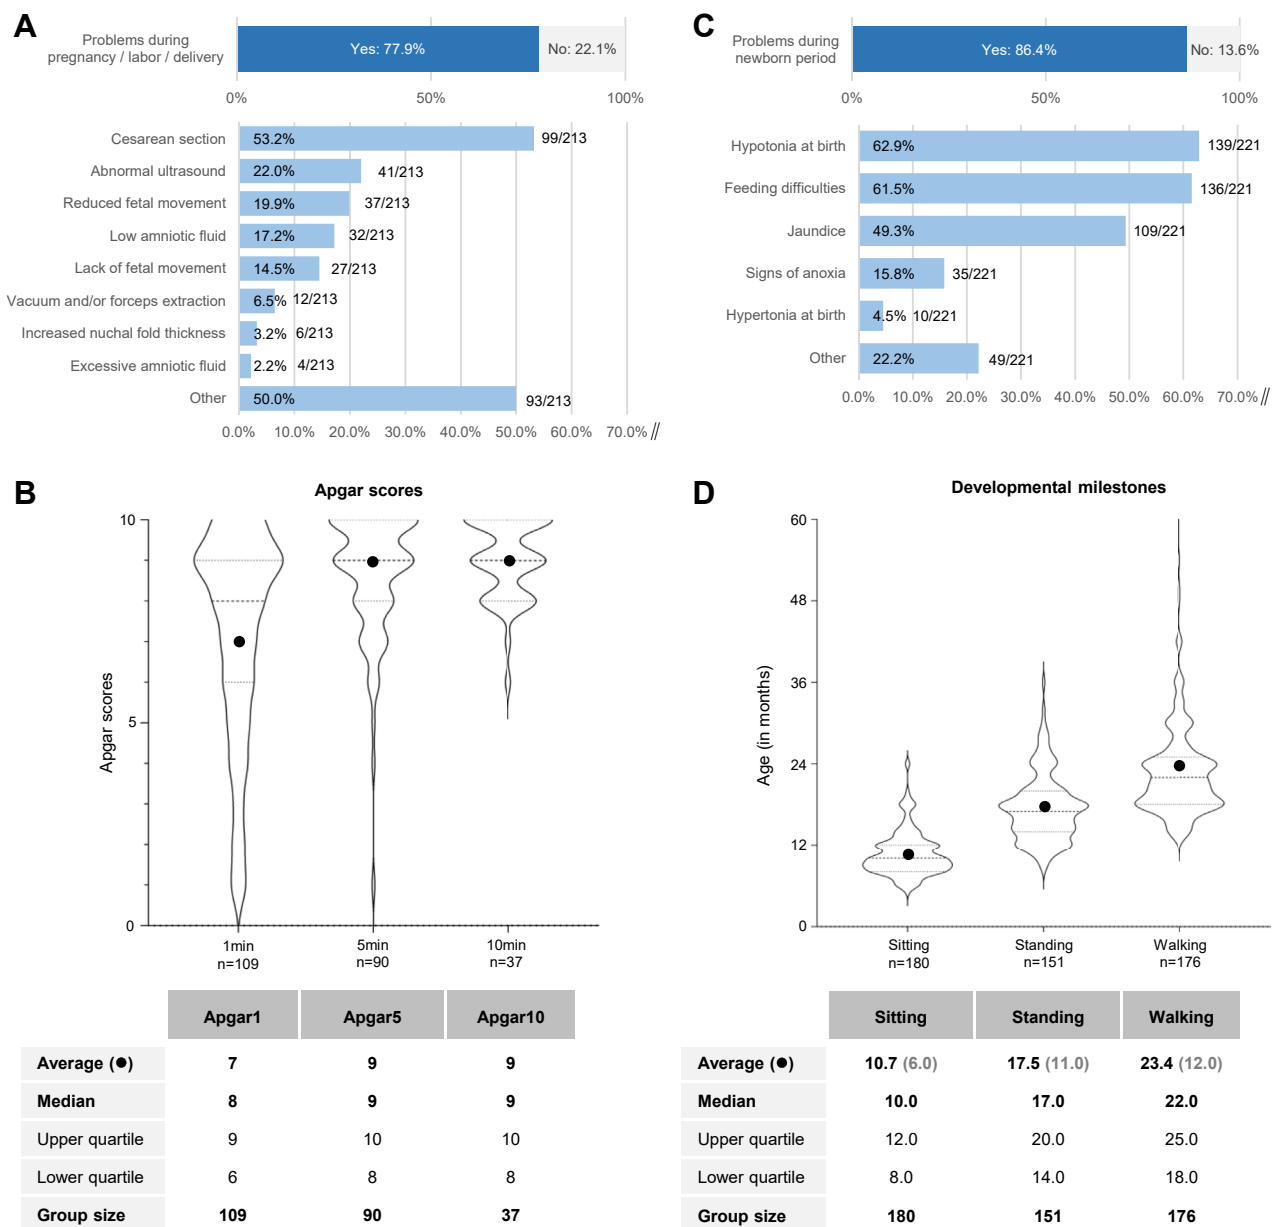 A
Problems during
pregnancy / labor / delivery
Yes: 77.9%
No: 22.1%
0%
50%
100%
Cesarean section
53.2%
99/213
Abnormal ultrasound
22.0%
41/213
Reduced fetal movement
19.9%
37/213
Low amniotic fluid
17.2%
32/213
Lack of fetal movement
14.5%
27/213
Vacuum and/or forceps extraction
6.5%
12/213
Increased nuchal fold thickness
3.2%
6/213
Excessive amniotic fluid
2.2%
4/213
Other
50.0%
93/213
0.0% 10.0% 20.0% 30.0% 40.0% 50.0% 60.0% 70.0% //
C
Problems during
newborn period
Yes: 86.4%
No: 13.6%
0%
50%
100%
Hypotonia at birth
62.9%
139/221
Feeding difficulties
61.5%
136/221
Jaundice
49.3%
109/221
Signs of anoxia
15.8%
35/221
Hypertonia at birth
4.5%
10/221
Other
22.2%
49/221
0.0% 10.0% 20.0% 30.0% 40.0% 50.0% 60.0% 70.0% //
B
Apgar scores
Apgar scores
10
5
0
1min
n=109
5min
n=90
10min
n=37
Apgar1 Apgar5 Apgar10
Average (●) 7 9 9
Median 8 9 9
Upper quartile 9 10 10
Lower quartile 6 8 8
Group size 109 90 37
D
Developmental milestones
Age (in months)
60
48
36
24
12
0
Sitting
n=180
Standing
n=151
Walking
n=176
Sitting Standing Walking
Average (●) 10.7 (6.0) 17.5 (11.0) 23.4 (12.0)
Median 10.0 17.0 22.0
Upper quartile 12.0 20.0 25.0
Lower quartile 8.0 14.0 18.0
Group size 180 151 176